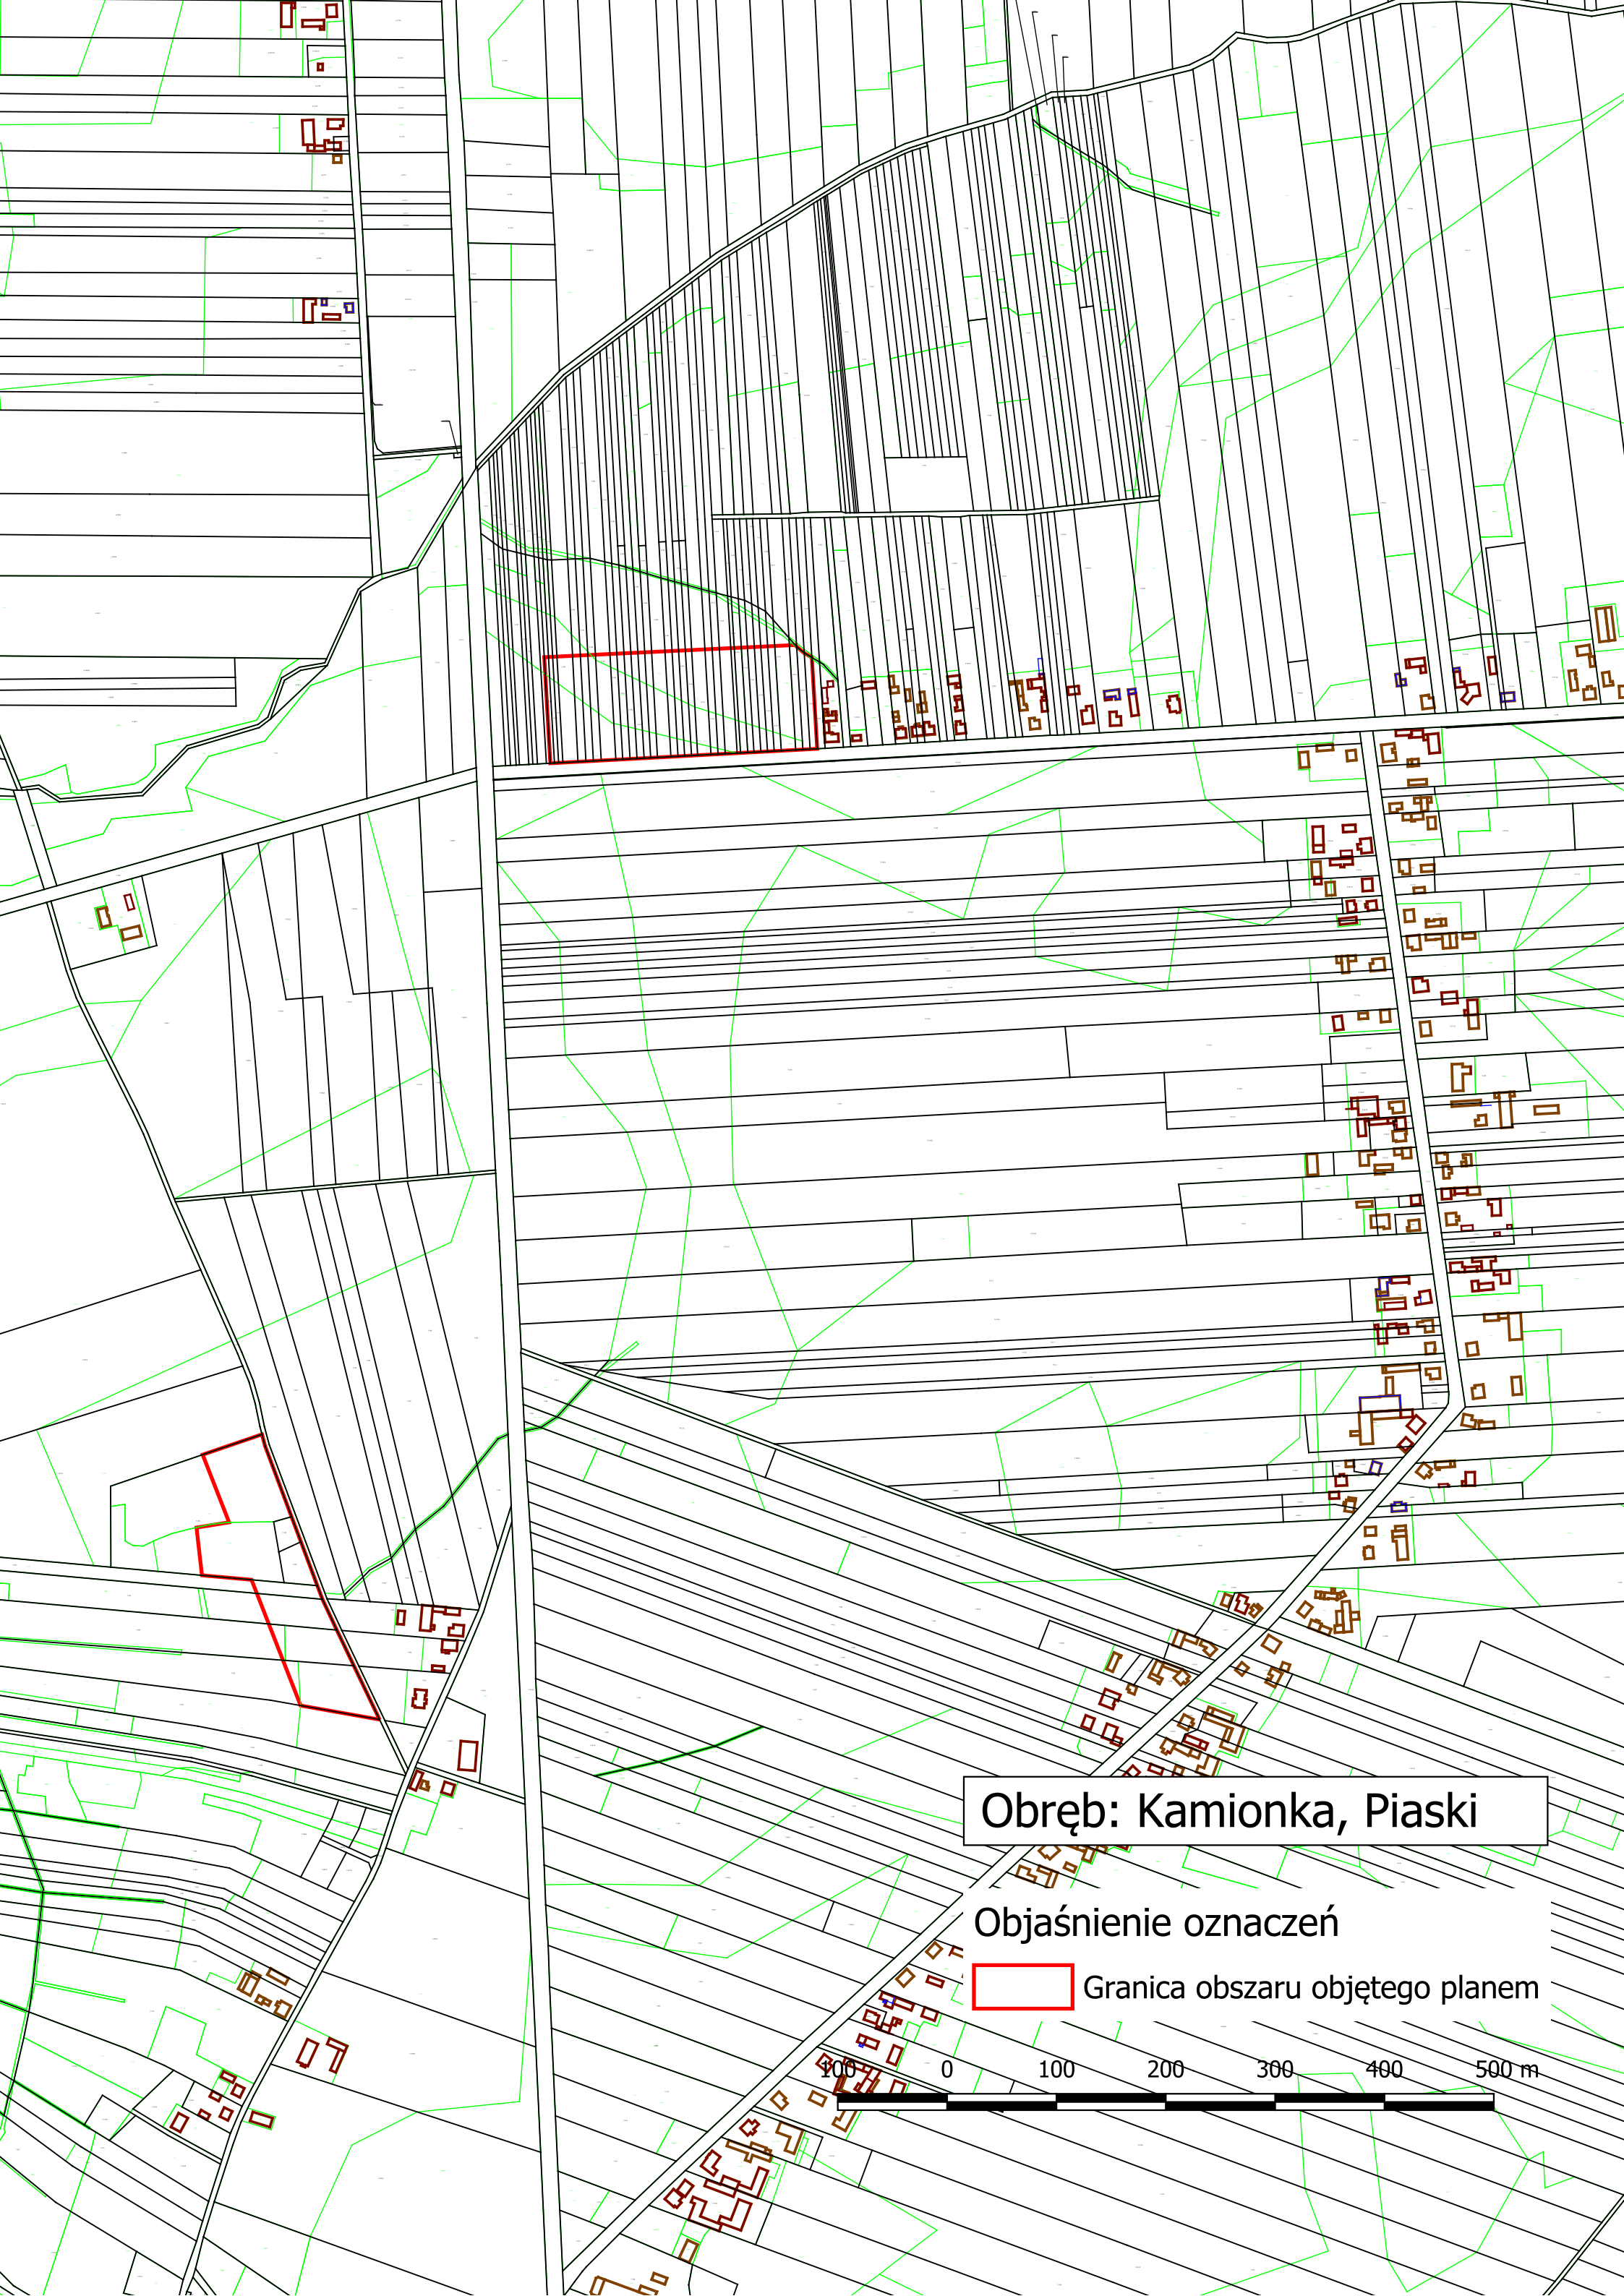 Obręb: Kamionka, Piaski
Objaśnienie oznaczeń
Granica obszaru objętego planem
100 0 100 200 300 400 500 m